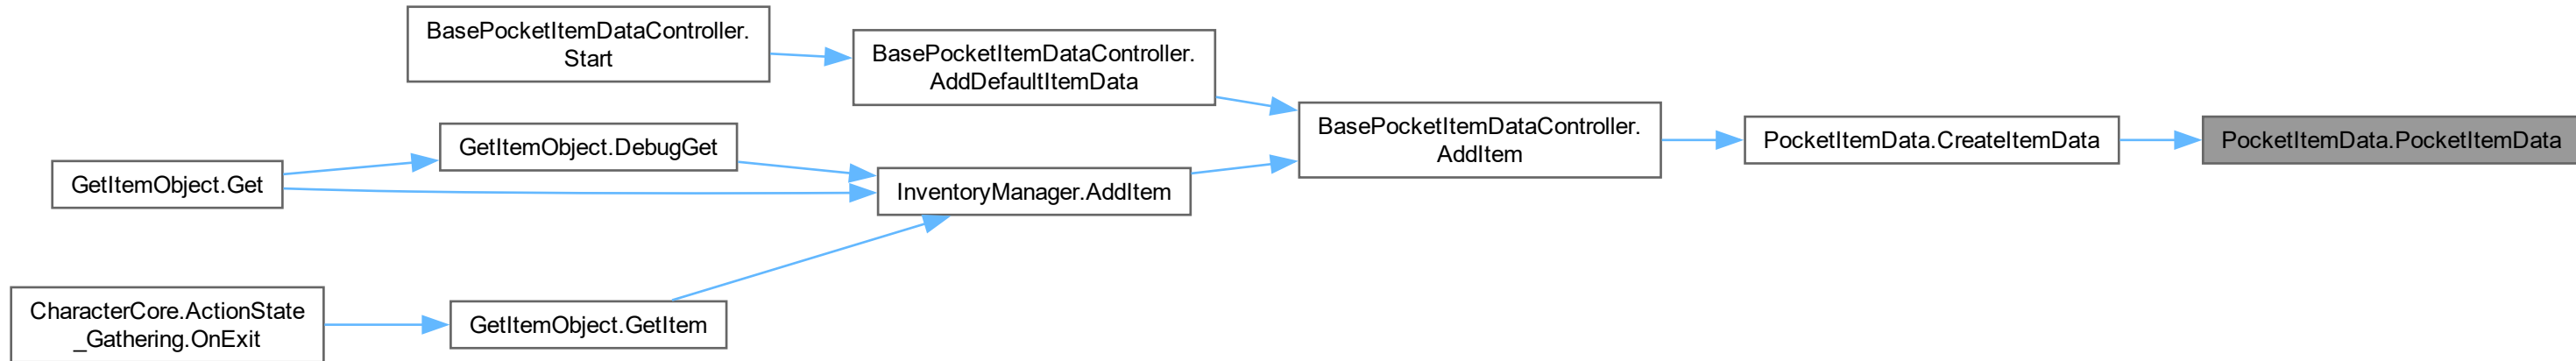 BasePocketItemDataController.
Start
BasePocketItemDataController.
AddDefaultItemData
BasePocketItemDataController.
AddItem
PocketItemData.CreateItemData
PocketItemData.PocketItemData
GetItemObject.DebugGet
GetItemObject.Get
InventoryManager.AddItem
CharacterCore.ActionState
_Gathering.OnExit
GetItemObject.GetItem